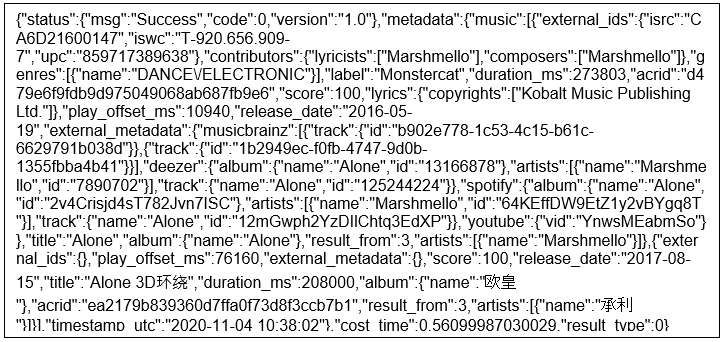 {"status":{"msg":"Success","code":0,"version":"1.0"},"metadata":{"music":[{"external_ids":{"isrc":"C
A6D21600147","iswc":"T-920.656.909-
7","upc":"859717389638"},"contributors":{"lyricists":["Marshmello"],"composers":["Marshmello"]},"g
enres":[{"name":"DANCE\/ELECTRONIC"}],"label":"Monstercat","duration_ms":273803,"acrid":"d4
79e6f9fdb9d975049068ab687fb9e6","score":100,"lyrics":{"copyrights":["Kobalt Music Publishing
Ltd."]},"play_offset_ms":10940,"release_date":"2016-05-
19","external_metadata":{"musicbrainz":[{"track":{"id":"b902e778-1c53-4c15-b61c-
6629791b038d"}},{"track":{"id":"1b2949ec-f0fb-4747-9d0b-
1355fbba4b41"}}],"deezer":{"album":{"name":"Alone","id":13166878"},"artists":[{"name":"Marshme
llo","id":"7890702"}],"track":{"name":"Alone","id":"125244224"}},"spotify":{"album":{"name":"Alone",
"id":"2v4Crisjd4sT782Jvn7ISC"},"artists":[{"name":"Marshmello","id":"64KEffDW9EtZ1y2vBYgq8T
"}],"track":{"name":"Alone","id":"12mGwph2YzDIlChtq3EdXP"}},"youtube":{"vid":"YnwsMEabmSo"}
},"title":"Alone","album":{"name":"Alone"},"result_from":3,"artists":[{"name":"Marshmello"}]},{"exter
nal_ids":{},"play_offset_ms":76160,"external_metadata":{},"score":100,"release_date":"2017-08-
15","title":"Alone 3D环绕","duration_ms":208000,"album":{"name":"欧皇
"},"acrid":"ea2179b839360d7ffa0f73d8f3ccb7b1","result_from":3,"artists":[{"name":"承利
"}]}],"timestamp_utc":"2020-11-04 10:38:02"},"cost_time":0.56099987030029,"result_type":0}